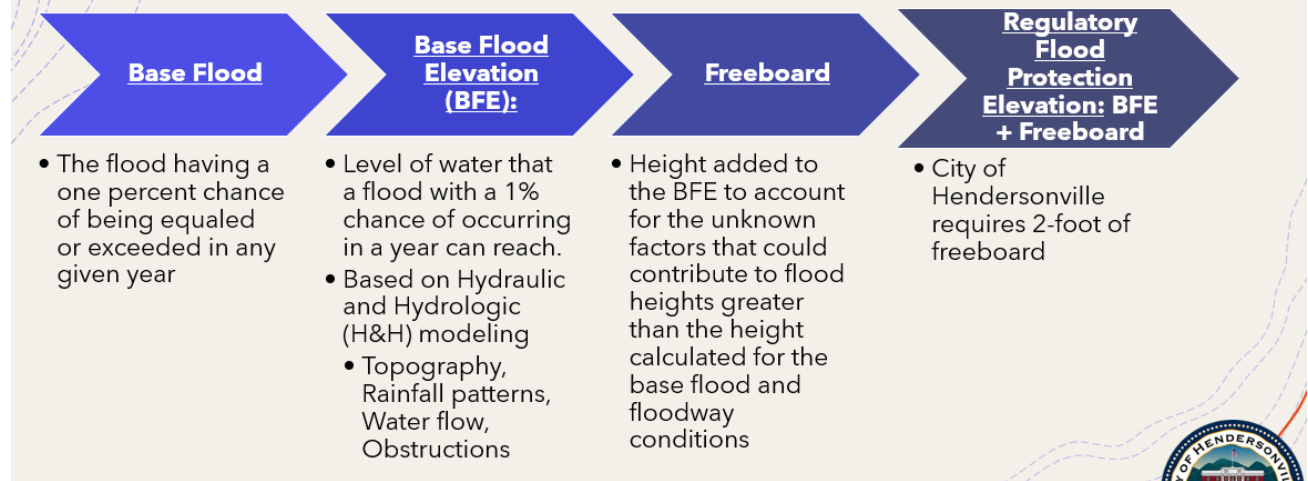 Base Flood
• The flood having a
one percent chance
of being equaled
or exceeded in any
given year
Base Flood
Elevation
(BFE):
• Level of water that
a flood with a 1%
chance of occurring
in a year can reach.
• Based on Hydraulic
and Hydrologic
(H&H) modeling
• Topography,
Rainfall patterns,
Water flow,
Obstructions
Freeboard
• Height added to
the BFE to account
for the unknown
factors that could
contribute to flood
heights greater
than the height
calculated for the
base flood and
floodway
conditions
Regulatory
Flood
Protection
Elevation: BFE
+ Freeboard
• City of
Hendersonville
requires 2-foot of
freeboard
OF HENDERSONVIL